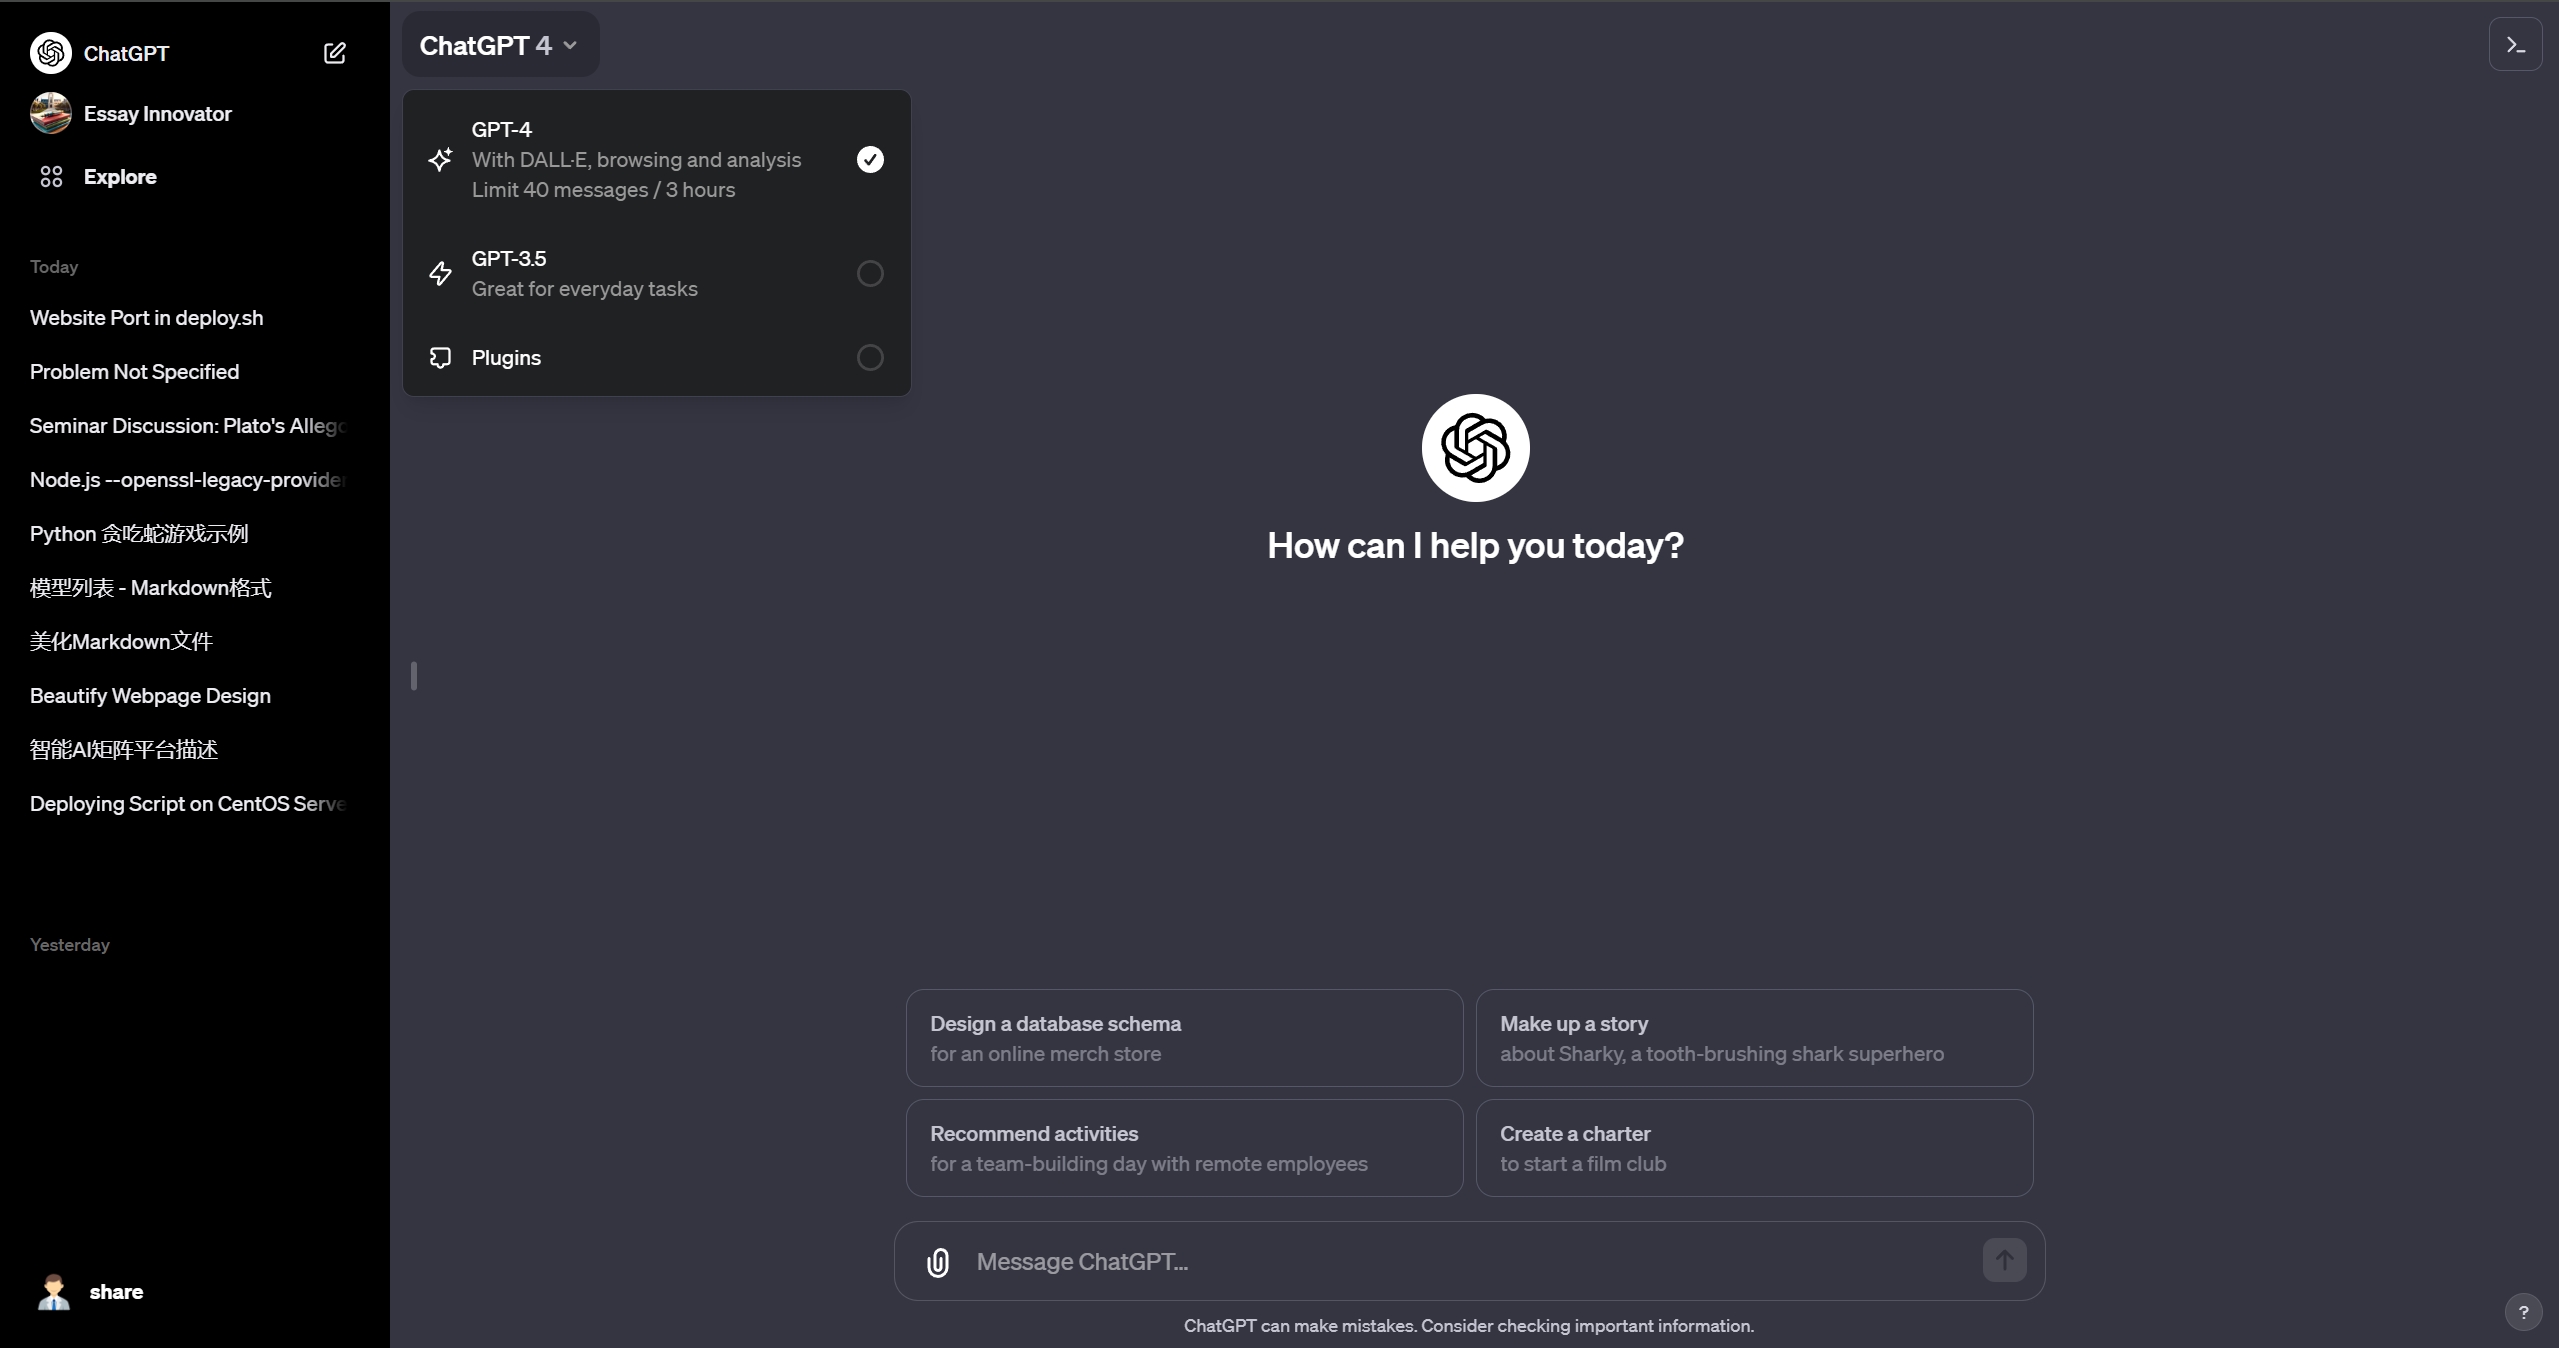 ChatGPT
Essay Innovator
Explore
Today
Website Port in deploy.sh
Problem Not Specified
Seminar Discussion: Plato's Allego
Node.js --openssl-legacy-provider
Python 贪吃蛇游戏示例
模型列表 - Markdown格式
美化Markdown文件
Beautify Webpage Design
智能AI矩阵平台描述
Deploying Script on CentOS Serve
Yesterday
share
ChatGPT 4
GPT-4
With DALL·E, browsing and analysis
Limit 40 messages / 3 hours
GPT-3.5
Great for everyday tasks
Plugins
How can I help you today?
Design a database schema
for an online merch store
Make up a story
about Sharky, a tooth-brushing shark superhero
Recommend activities
for a team-building day with remote employees
Create a charter
to start a film club
Message ChatGPT...
ChatGPT can make mistakes. Consider checking important information.
?